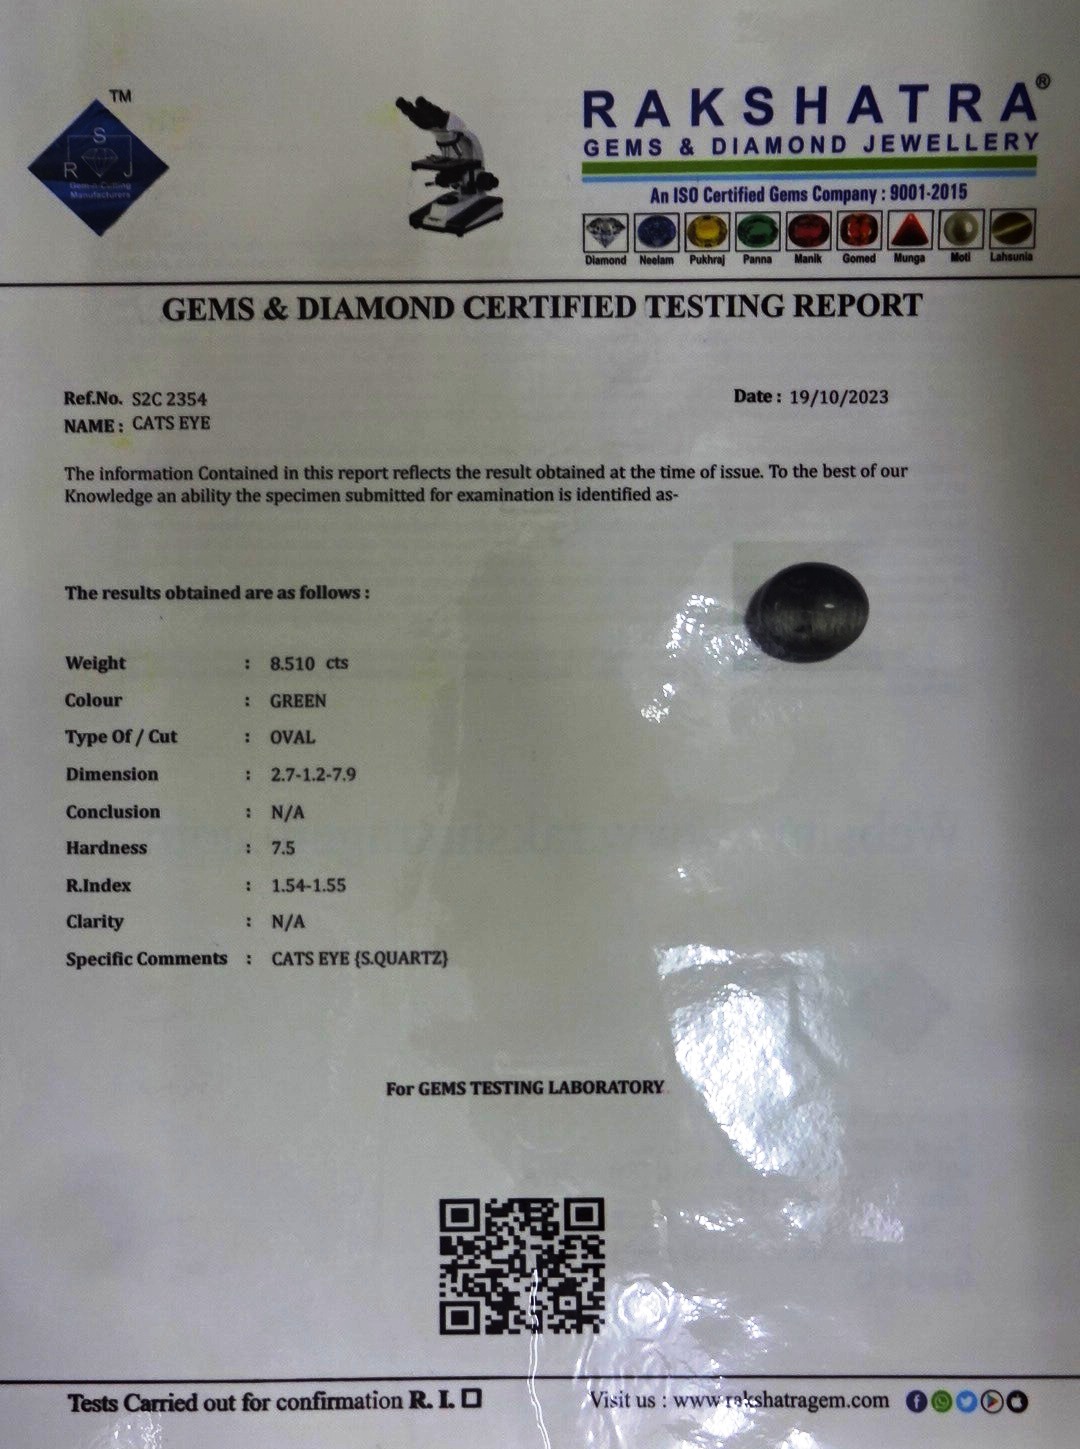 TM
S
R J
Gem-n-Cutting
Manufacturers
RAKSHATRA®
GEMS & DIAMOND JEWELLERY
An ISO Certified Gems Company : 9001-2015
Diamond Neelam Pukhraj Panna Manik Gomed Munga Moti Lahsunia
GEMS & DIAMOND CERTIFIED TESTING REPORT
Ref.No. S2C 2354 Date : 19/10/2023
NAME : CATS EYE
The information Contained in this report reflects the result obtained at the time of issue. To the best of our
Knowledge an ability the specimen submitted for examination is identified as-
The results obtained are as follows :
Weight : 8.510 cts
Colour : GREEN
Type Of / Cut : OVAL
Dimension : 2.7-1.2-7.9
Conclusion : N/A
Hardness : 7.5
R.Index : 1.54-1.55
Clarity : N/A
Specific Comments : CATS EYE {S.QUARTZ}
For GEMS TESTING LABORATORY
Tests Carried out for confirmation R. I. Visit us : www.rakshatragem.com